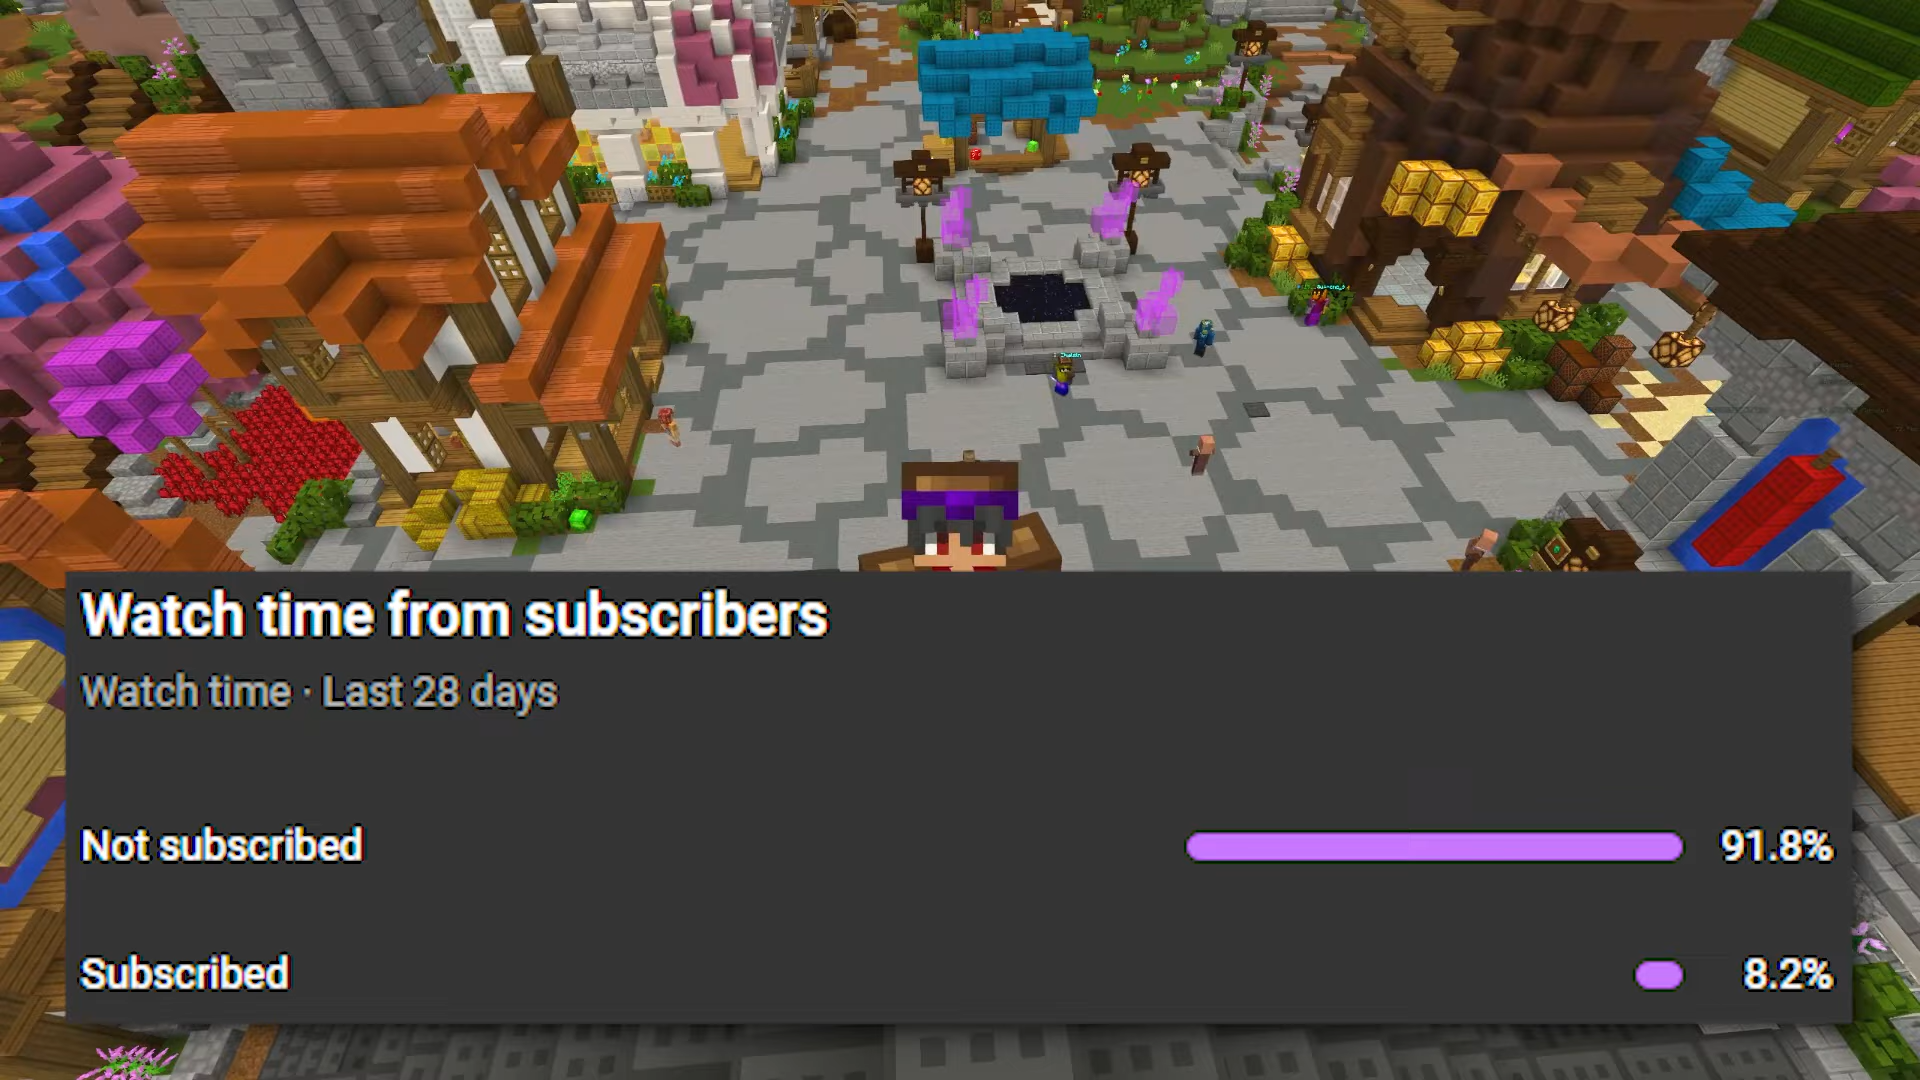 Watch time from subscribers
Watch time · Last 28 days
Not subscribed 91.8%
Subscribed 8.2%